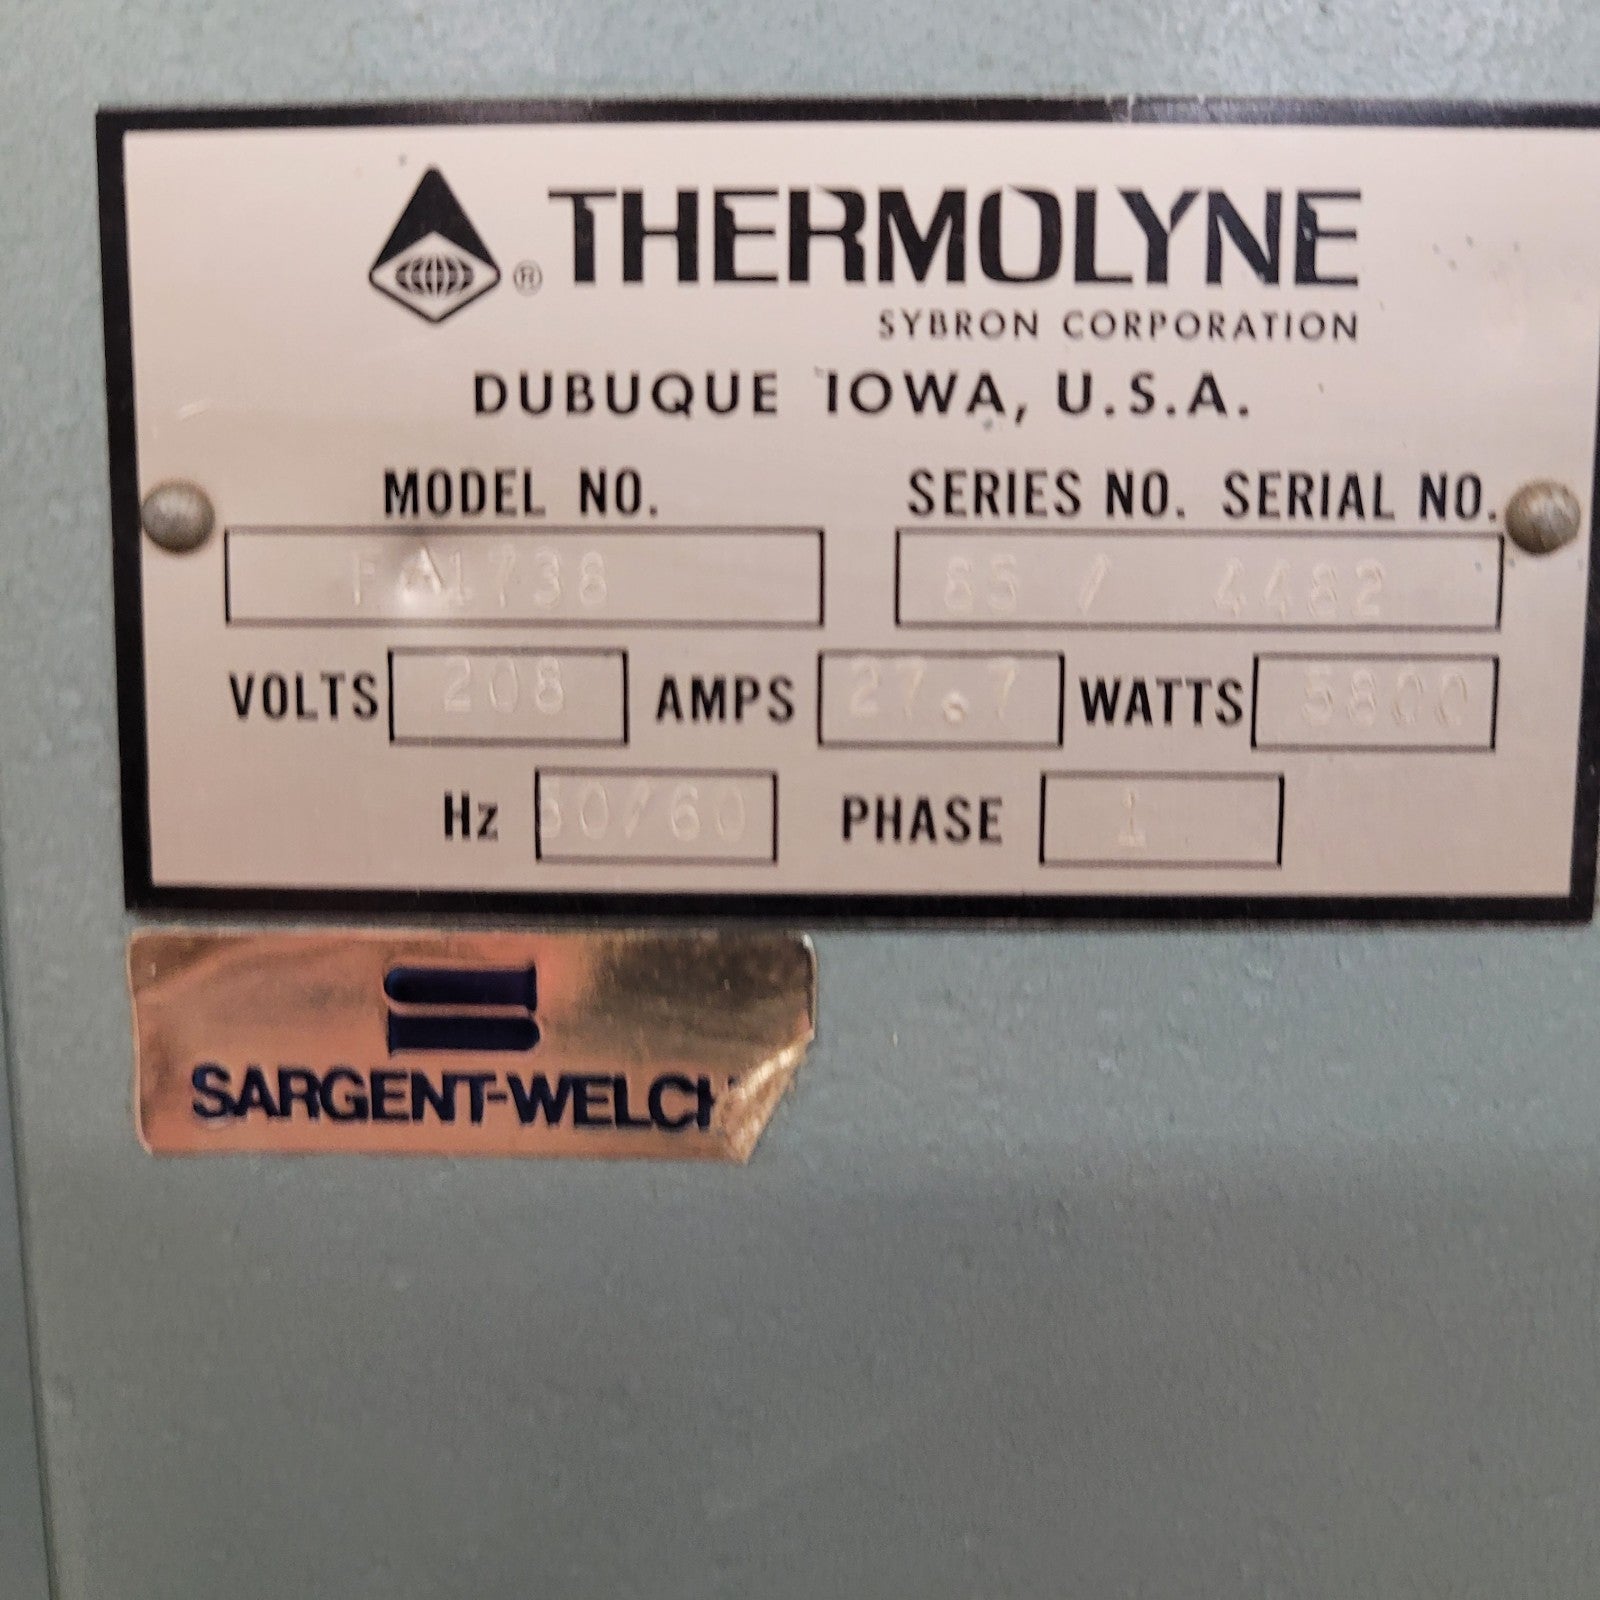 ® THERMOLYNE
SYBRON CORPORATION
DUBUQUE IOWA, U.S.A.
MODEL NO. SERIES NO. SERIAL NO.
FA1738 / 4482
VOLTS 208 AMPS 27.7 WATTS 5800
Hz 50/60 PHASE 1
SARGENT-WELCH